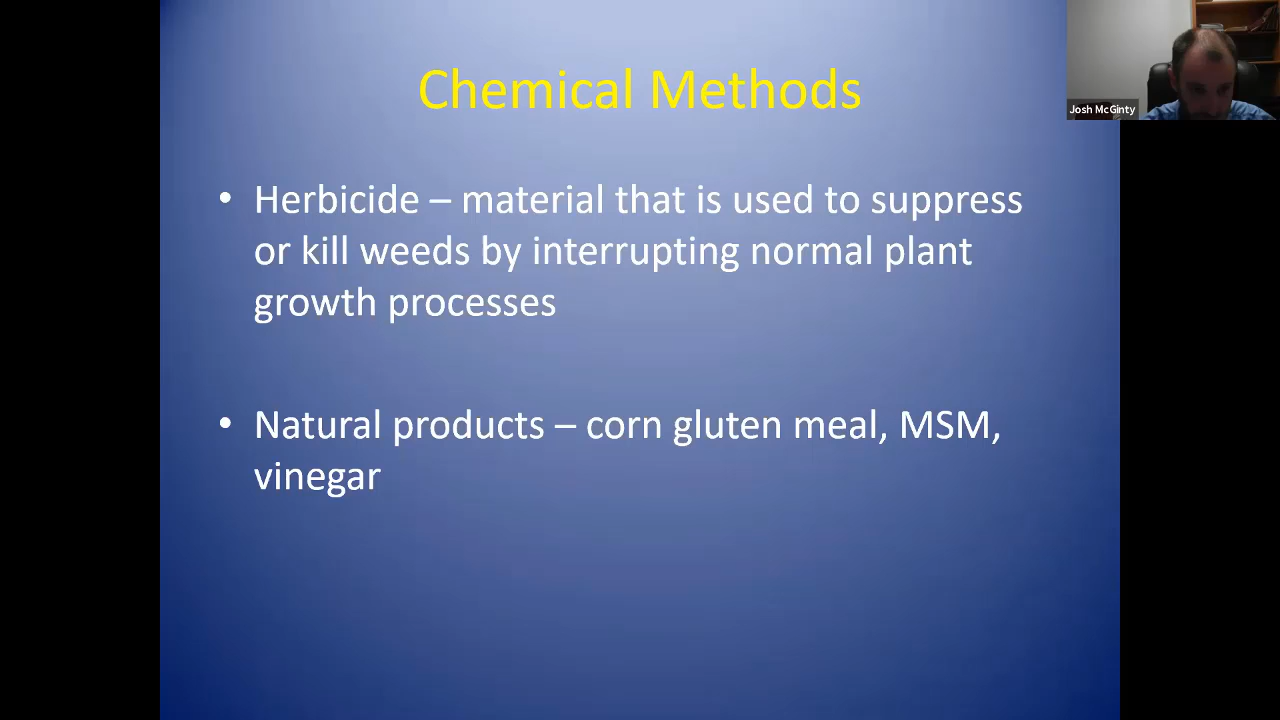 Chemical Methods
Josh McGinty
• Herbicide – material that is used to suppress
or kill weeds by interrupting normal plant
growth processes
• Natural products – corn gluten meal, MSM,
vinegar